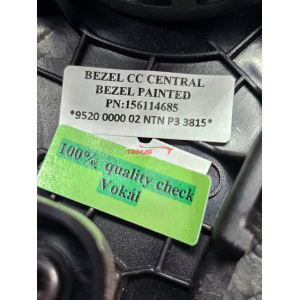 BEZEL CC CENTRAL
BEZEL PAINTED
PN:156114685
*9520 0000 02 NTN P3 3815*
100% quality check
Vokál